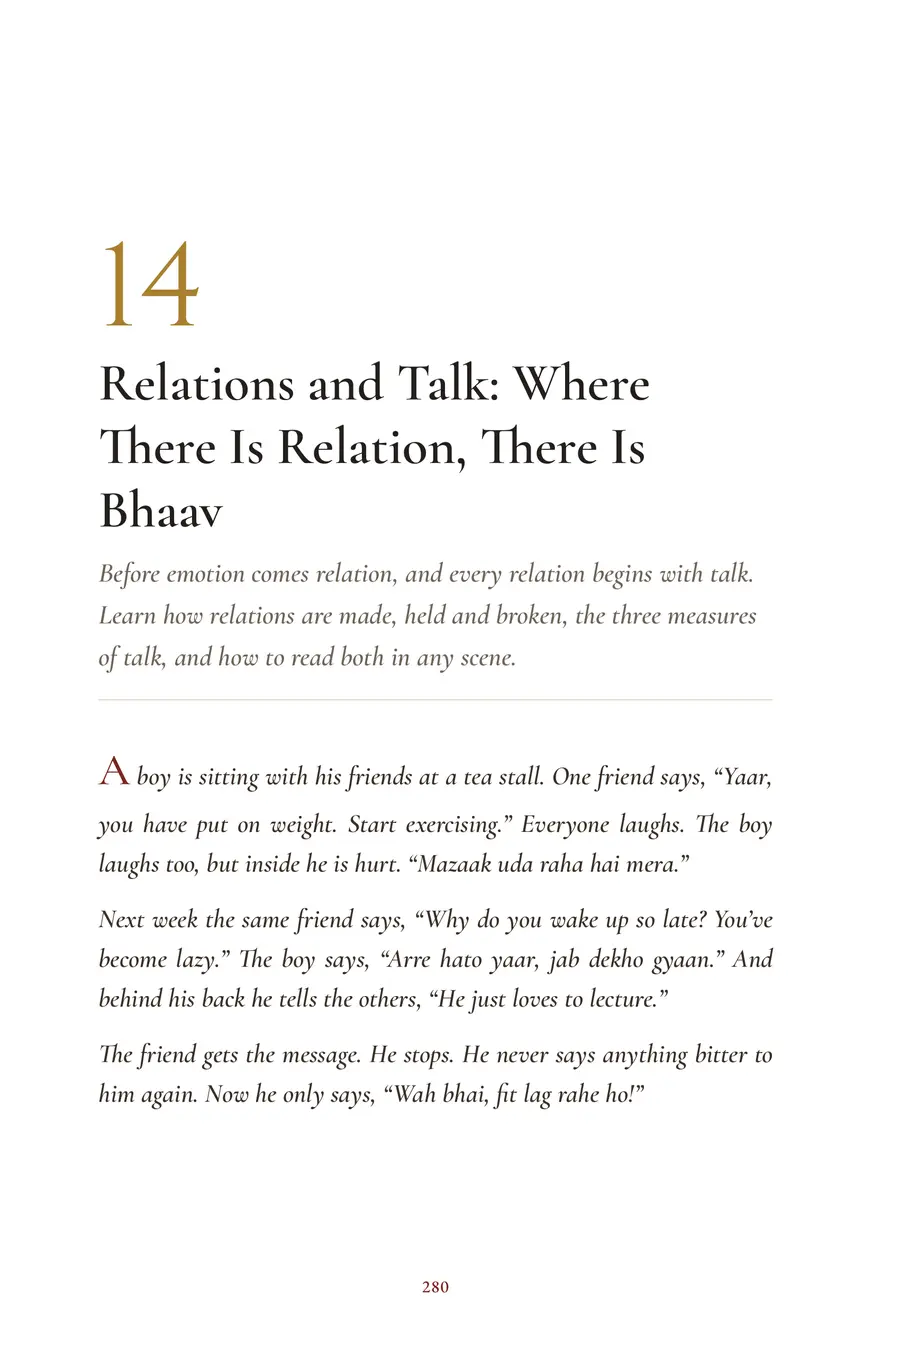 14
Relations and Talk: Where
There Is Relation, There Is
Bhaav
Before emotion comes relation, and every relation begins with talk.
Learn how relations are made, held and broken, the three measures
of talk, and how to read both in any scene.
A boy is sitting with his friends at a tea stall. One friend says, “Yaar,
you have put on weight. Start exercising.” Everyone laughs. The boy
laughs too, but inside he is hurt. “Mazaak uda raha hai mera.”
Next week the same friend says, “Why do you wake up so late? You’ve
become lazy.” The boy says, “Arre hato yaar, jab dekho gyaan.” And
behind his back he tells the others, “He just loves to lecture.”
The friend gets the message. He stops. He never says anything bitter to
him again. Now he only says, “Wah bhai, fit lag rahe ho!”
280